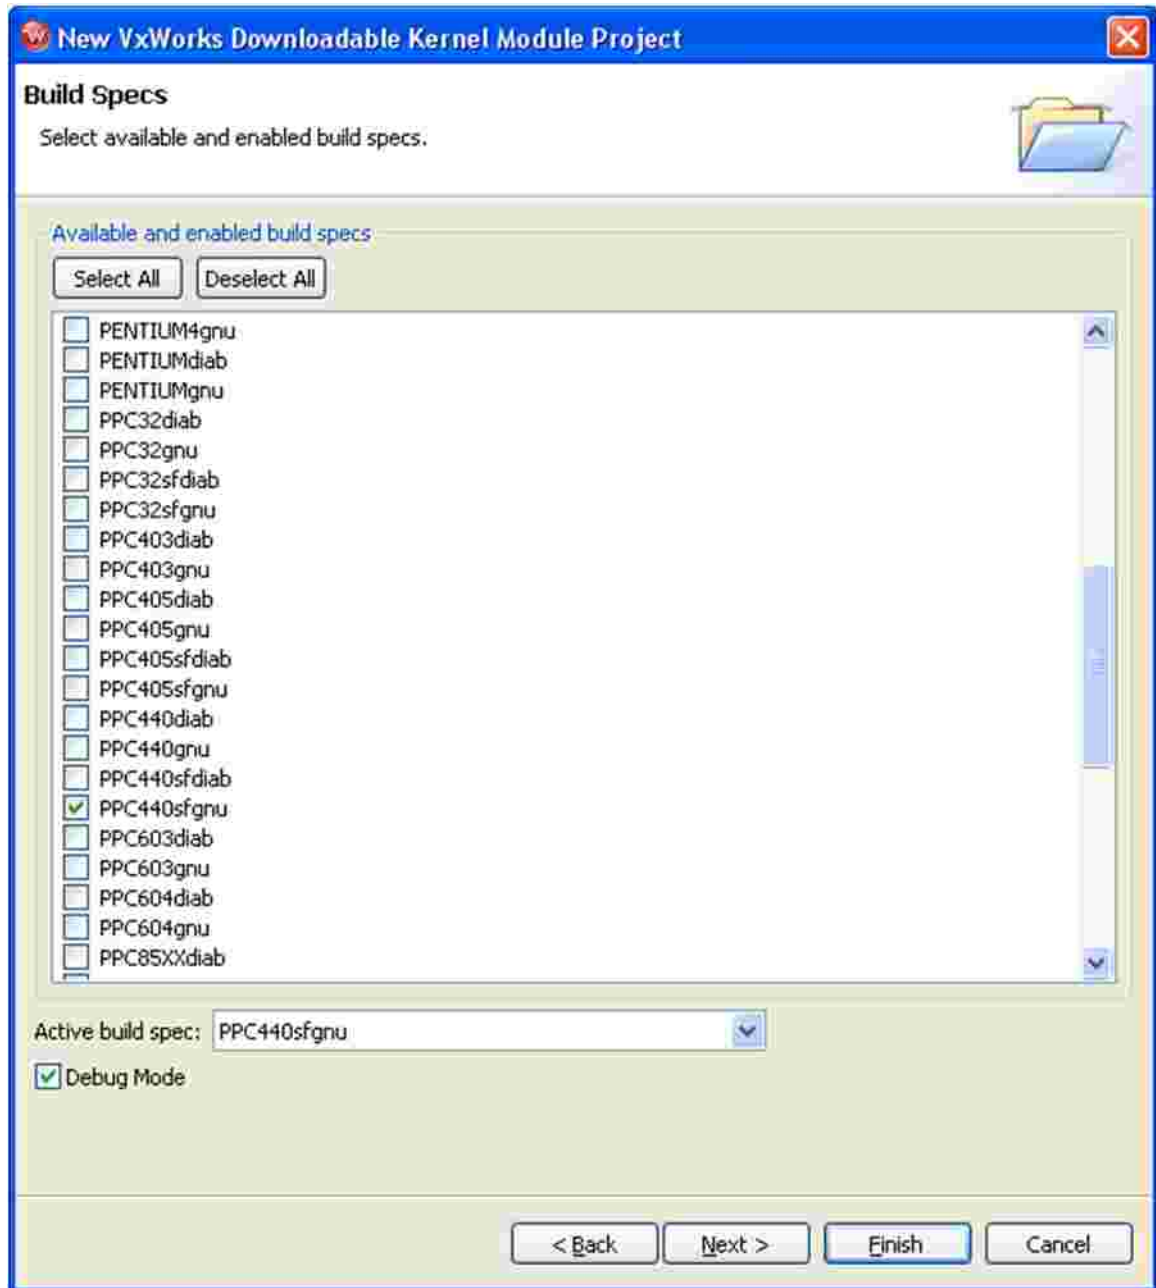 New VxWorks Downloadable Kernel Module Project
Build Specs
Select available and enabled build specs.
Available and enabled build specs
Select All Deselect All
PENTIUM4gnu
PENTIUMdiab
PENTIUMgnu
PPC32diab
PPC32gnu
PPC32sfdiab
PPC32sfgnu
PPC403diab
PPC403gnu
PPC405diab
PPC405gnu
PPC405sfdiab
PPC405sfgnu
PPC440diab
PPC440gnu
PPC440sfdiab
PPC440sfgnu
PPC603diab
PPC603gnu
PPC604diab
PPC604gnu
PPC85XXdiab
Active build spec: PPC440sfgnu
Debug Mode
< Back Next > Finish Cancel